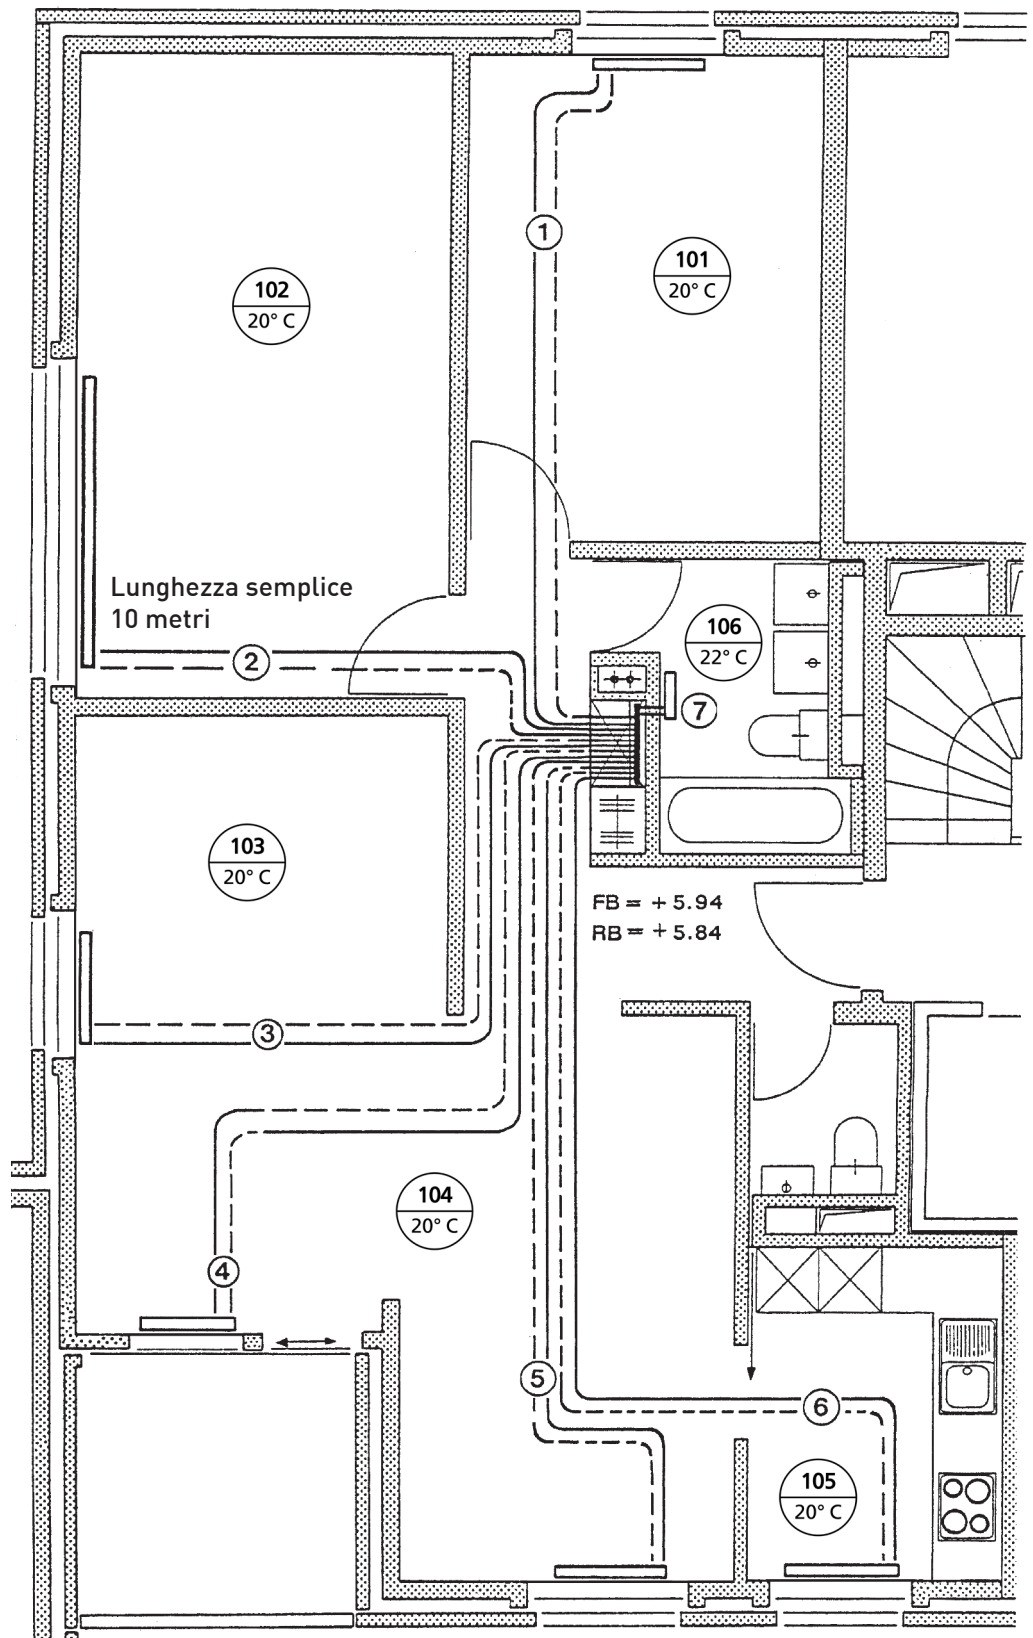 1
101
20° C
102
20° C
Lunghezza semplice
10 metri
106
22° C
2
7
103
20° C
FB = + 5.94
RB = + 5.84
3
104
20° C
4
5
6
105
20° C